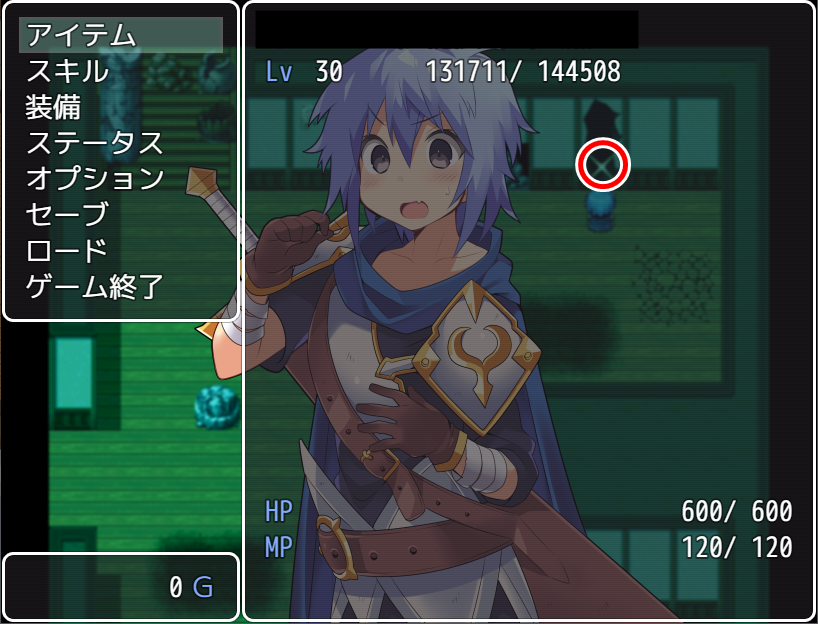 アイテム
スキル
装備
ステータス
オプション
セーブ
ロード
ゲーム終了
Lv 30 131711/ 144508
HP 600/ 600
MP 120/ 120
0 G